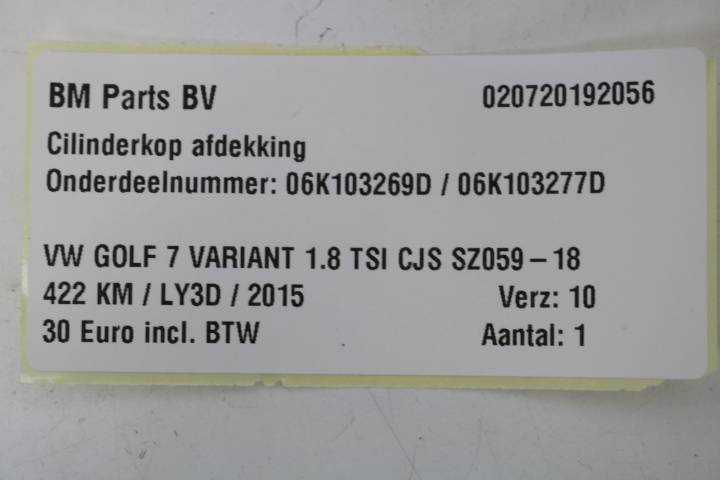 BM Parts BV 020720192056
Cilinderkop afdekking
Onderdeelnummer: 06K103269D / 06K103277D
VW GOLF 7 VARIANT 1.8 TSI CJS SZ059-18
422 KM / LY3D / 2015 Verz: 10
30 Euro incl. BTW Aantal: 1